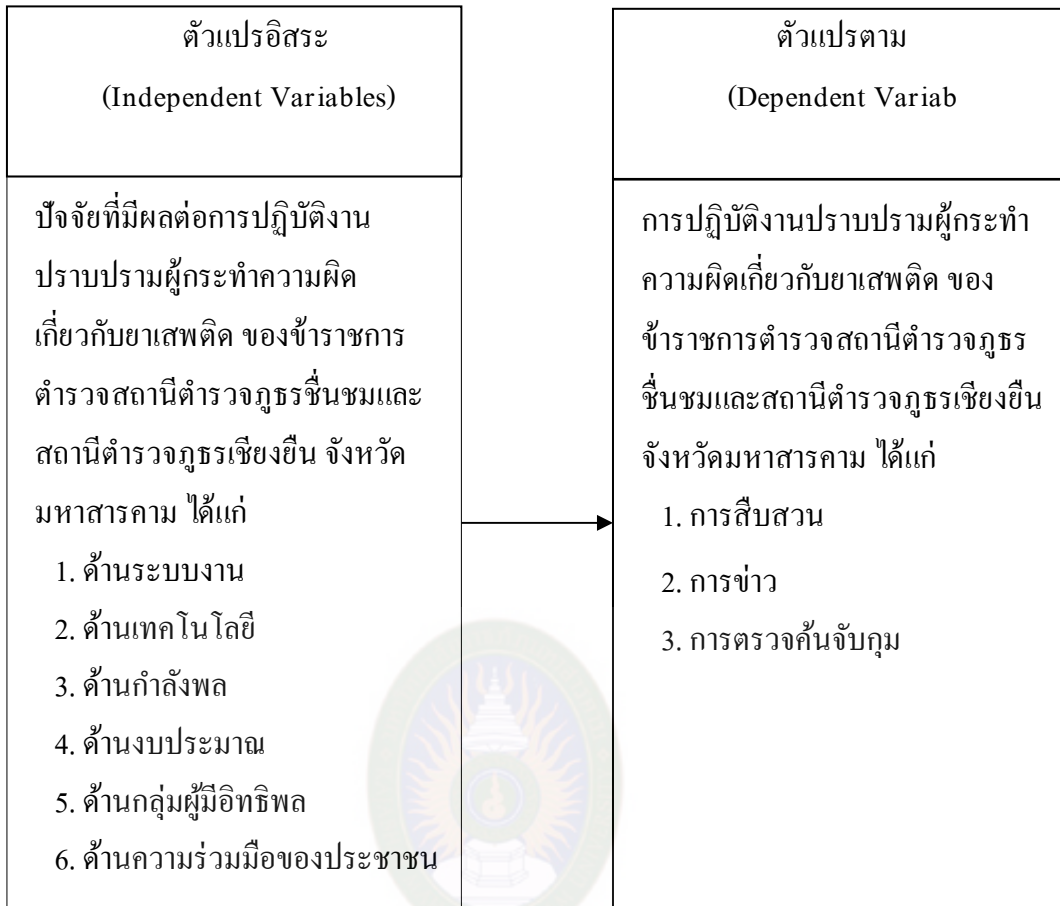 ตัวแปรอิสระ
(Independent Variables)
ปัจจัยที่มีผลต่อการปฏิบัติงาน
ปราบปรามผู้กระทำความผิด
เกี่ยวกับยาเสพติด ของข้าราชการ
ตำรวจสถานีตำรวจภูธรชื่นชมและ
สถานีตำรวจภูธรเชียงยืน จังหวัด
มหาสารคาม ได้แก่
1. ด้านระบบงาน
2. ด้านเทคโนโลยี
3. ด้านกำลังพล
4. ด้านงบประมาณ
5. ด้านกลุ่มผู้มีอิทธิพล
6. ด้านความร่วมมือของประชาชน
ตัวแปรตาม
(Dependent Variab
การปฏิบัติงานปราบปรามผู้กระทำ
ความผิดเกี่ยวกับยาเสพติด ของ
ข้าราชการตำรวจสถานีตำรวจภูธร
ชื่นชมและสถานีตำรวจภูธรเชียงยืน
จังหวัดมหาสารคาม ได้แก่
1. การสืบสวน
2. การข่าว
3. การตรวจค้นจับกุม